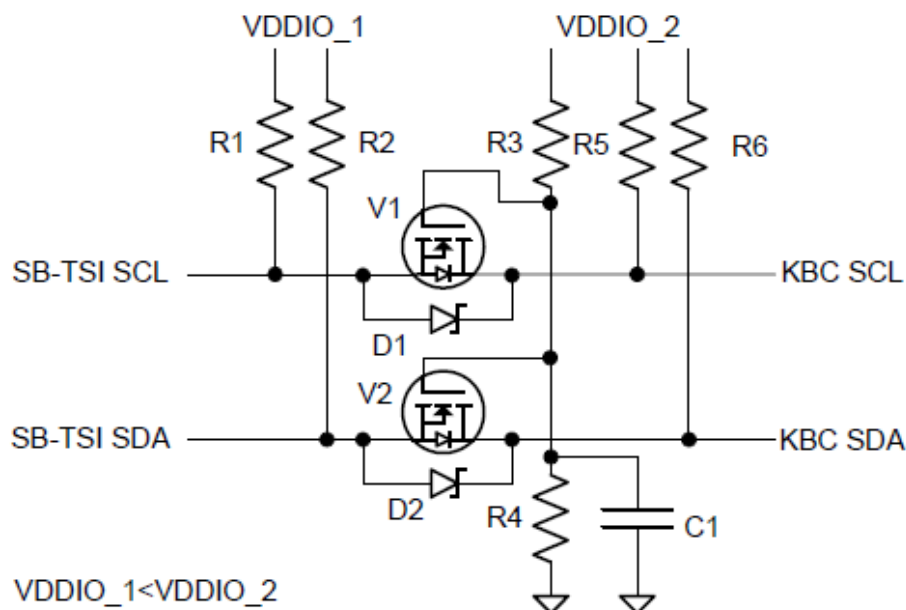 VDDIO_1 VDDIO_2
R1 R2 R3 R5 R6
V1
SB-TSI SCL KBC SCL
D1
V2
SB-TSI SDA KBC SDA
D2 R4 C1
VDDIO_1<VDDIO_2